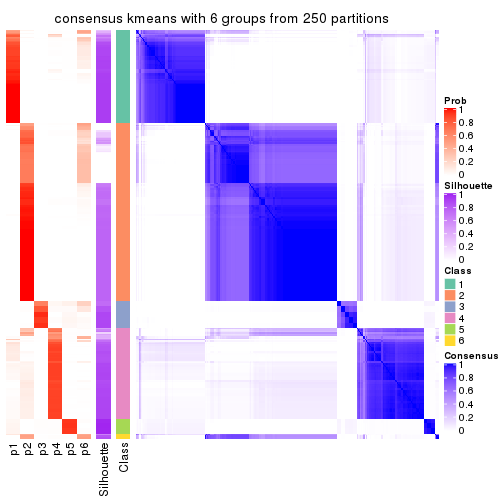 consensus kmeans with 6 groups from 250 partitions
Prob
1
0.8
0.6
0.4
0.2
0
Silhouette
1
0.8
0.6
0.4
0.2
0
Class
1
2
3
4
5
6
Consensus
1
0.8
0.6
0.4
0.2
0
p1
p2
p3
p4
p5
p6
Silhouette
Class